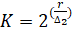 K = 2^(r/Δ₂)